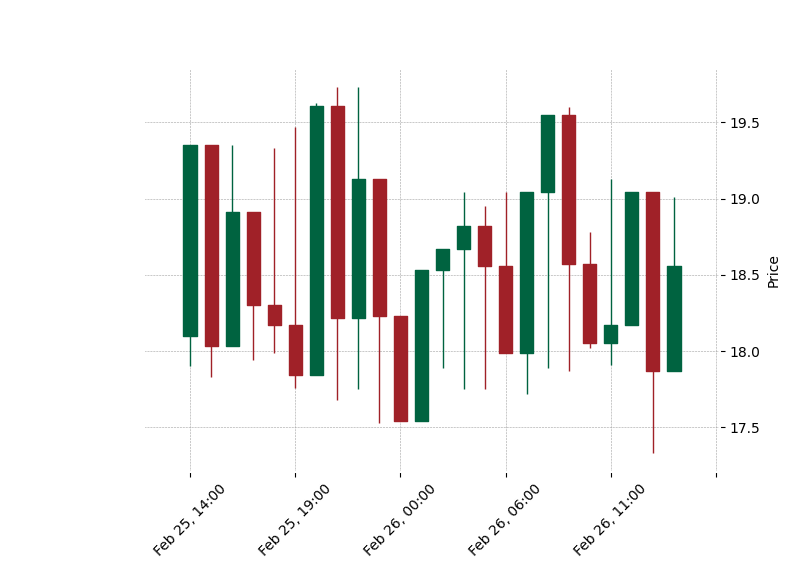 19.5
19.0
18.5
18.0
17.5
Price
Feb 25, 14:00
Feb 25, 19:00
Feb 26, 00:00
Feb 26, 06:00
Feb 26, 11:00